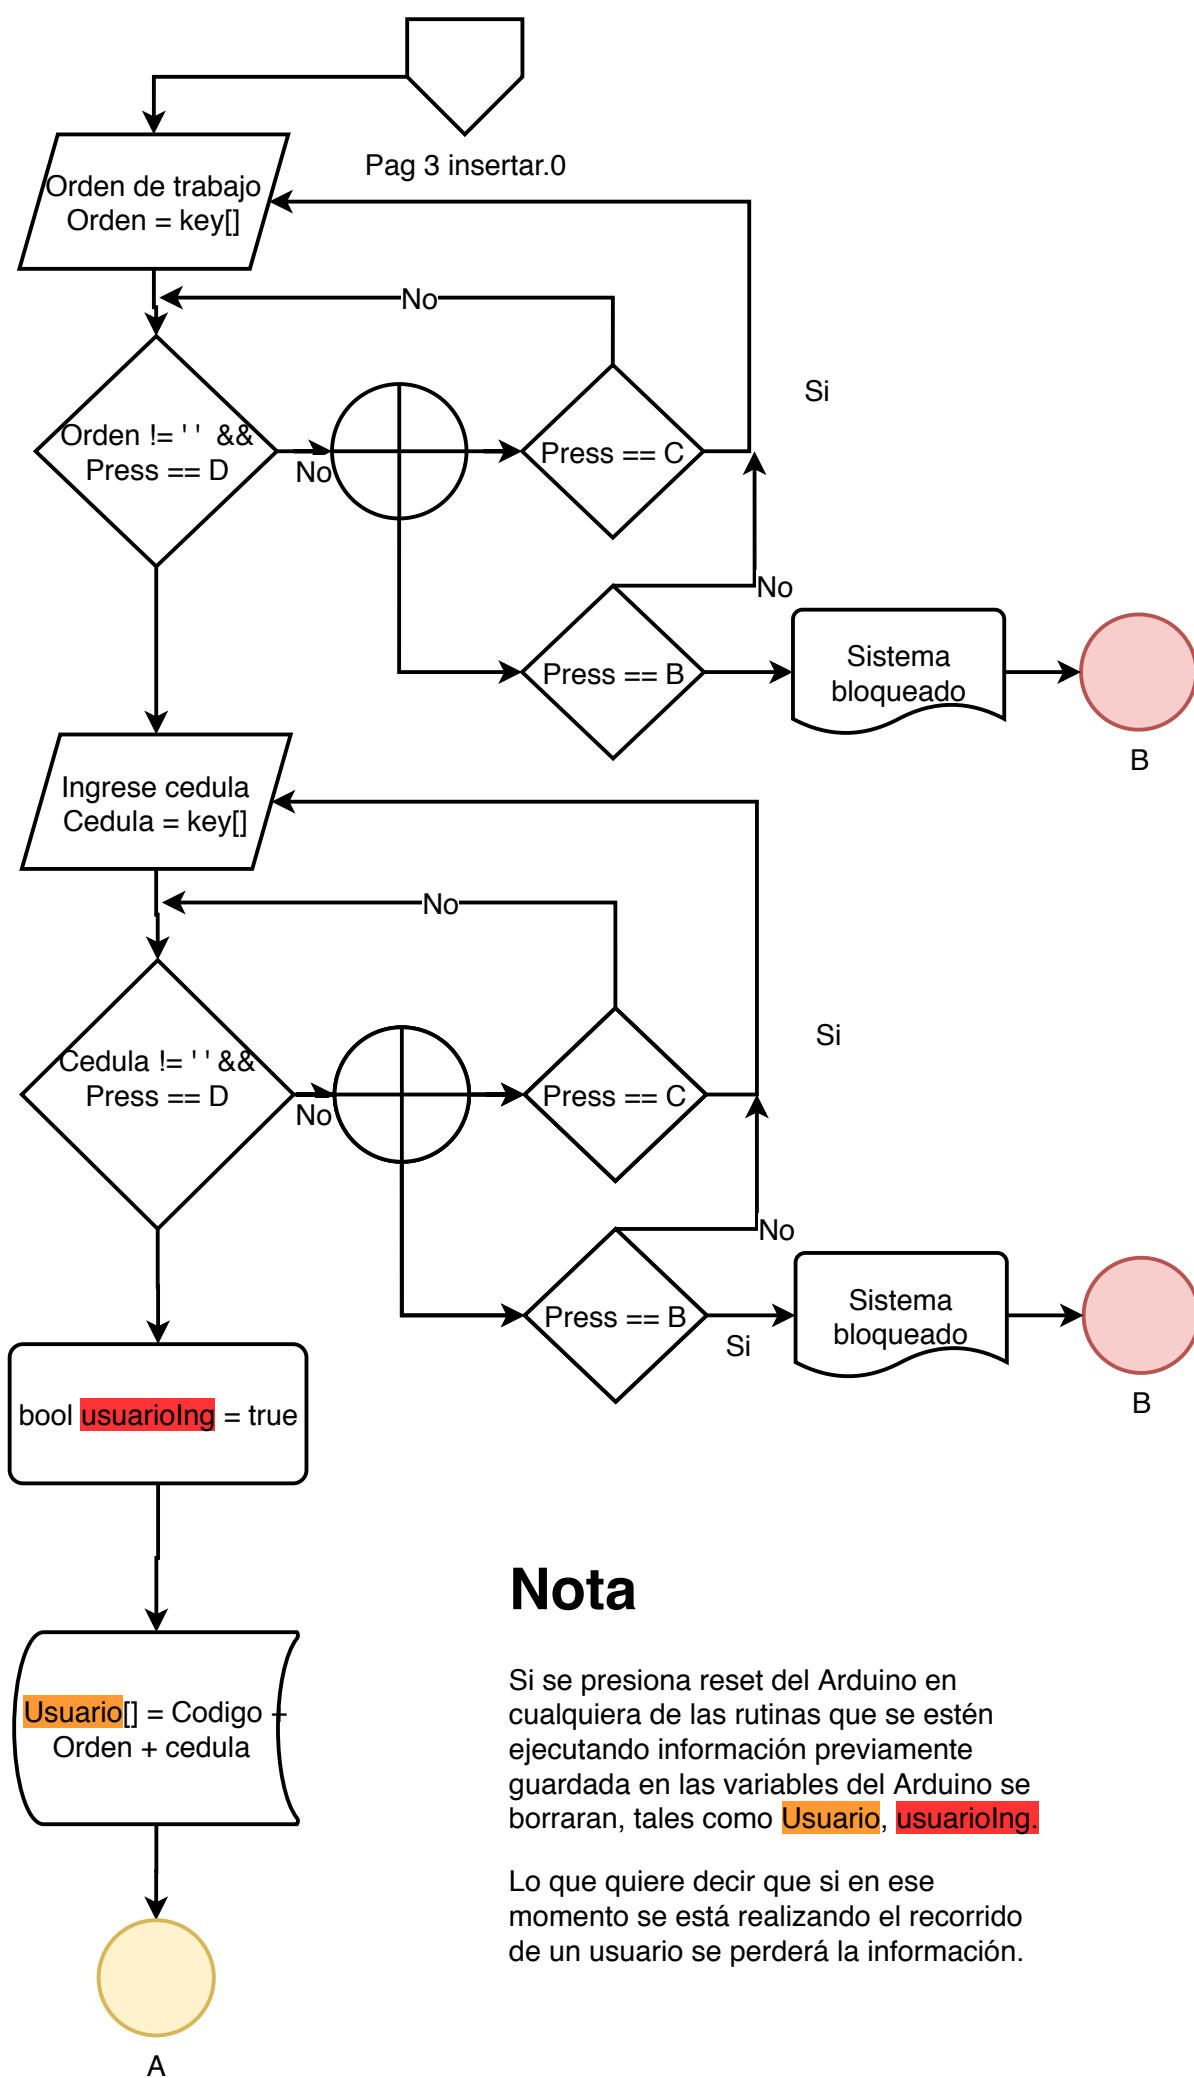 Pag 3 insertar.0
Orden de trabajo
Orden = key[]
No
Si
Orden != ' ' &&
Press == D
No
Press == C
No
Press == B
Sistema
bloqueado
B
Ingrese cedula
Cedula = key[]
No
Si
Cedula != ' ' &&
Press == D
No
Press == C
No
Press == B
Si
Sistema
bloqueado
B
bool usuarioIng = true
Usuario[] = Codigo +
Orden + cedula
A
Nota
Si se presiona reset del Arduino en
cualquiera de las rutinas que se estén
ejecutando información previamente
guardada en las variables del Arduino se
borraran, tales como Usuario, usuarioIng.
Lo que quiere decir que si en ese
momento se está realizando el recorrido
de un usuario se perderá la información.